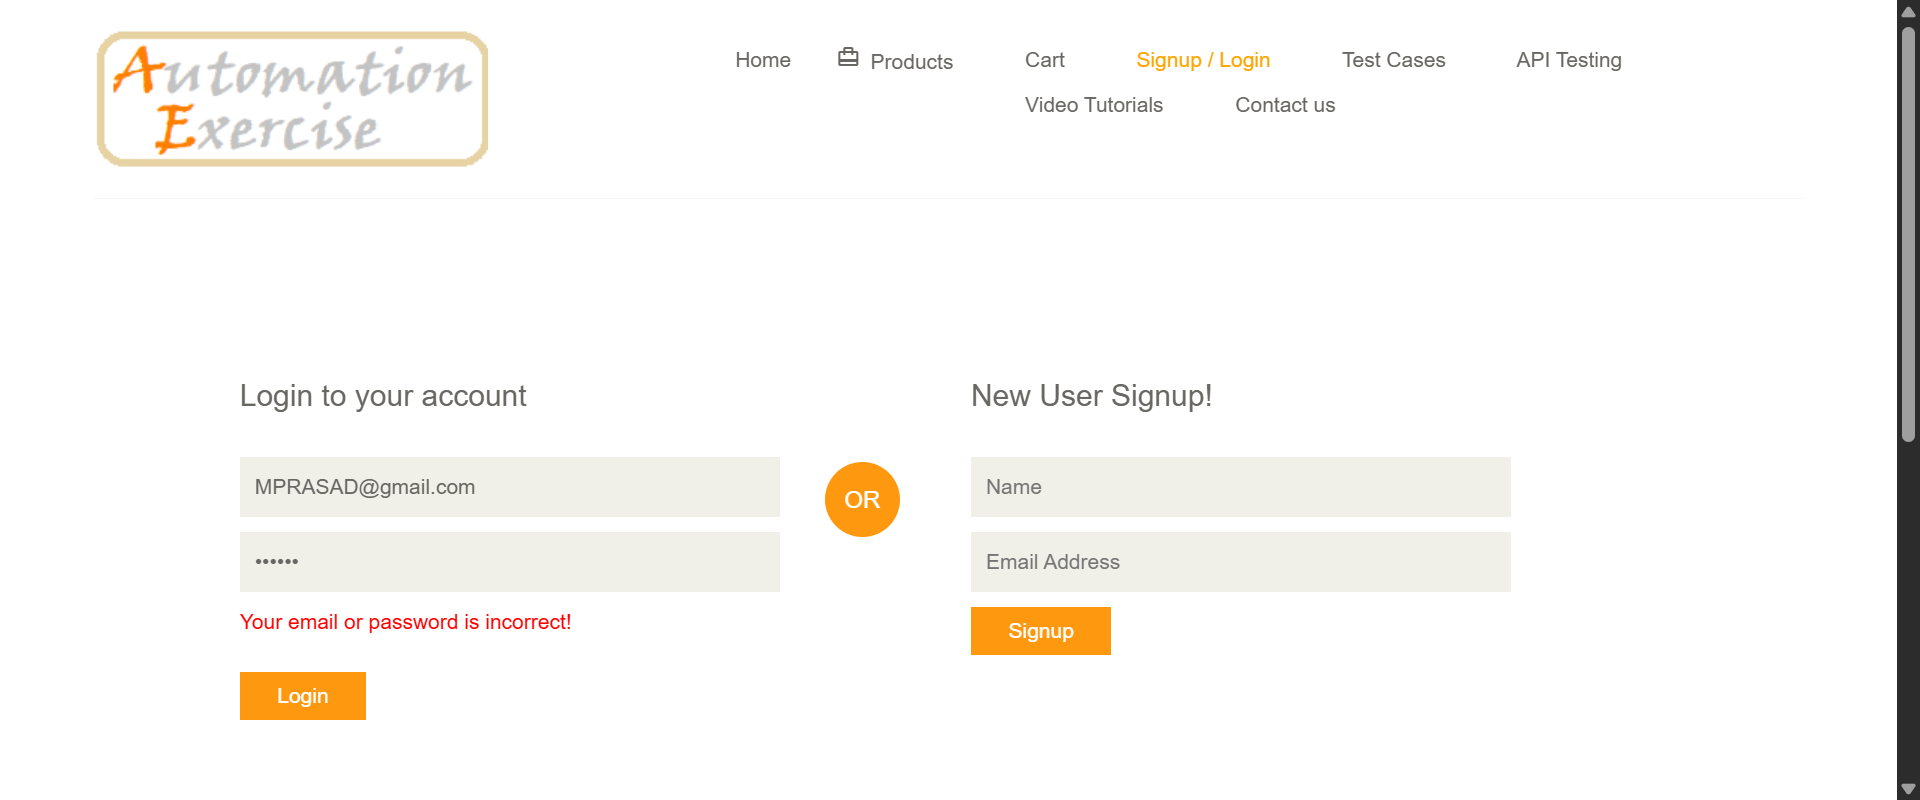 Automation
Exercise
Home Products Cart Signup / Login Test Cases API Testing
Video Tutorials Contact us
Login to your account
MPRASAD@gmail.com
••••••
Your email or password is incorrect!
Login
OR
New User Signup!
Name
Email Address
Signup